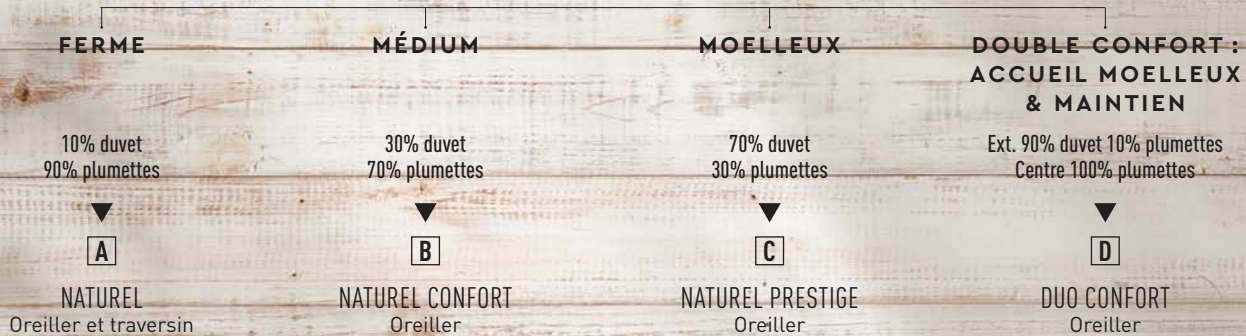 FERME
10% duvet
90% plumettes
A
NATUREL
Oreiller et traversin
MÉDIUM
30% duvet
70% plumettes
B
NATUREL CONFORT
Oreiller
MOELLEUX
70% duvet
30% plumettes
C
NATUREL PRESTIGE
Oreiller
DOUBLE CONFORT :
ACCUEIL MOELLEUX
& MAINTIEN
Ext. 90% duvet 10% plumettes
Centre 100% plumettes
D
DUO CONFORT
Oreiller